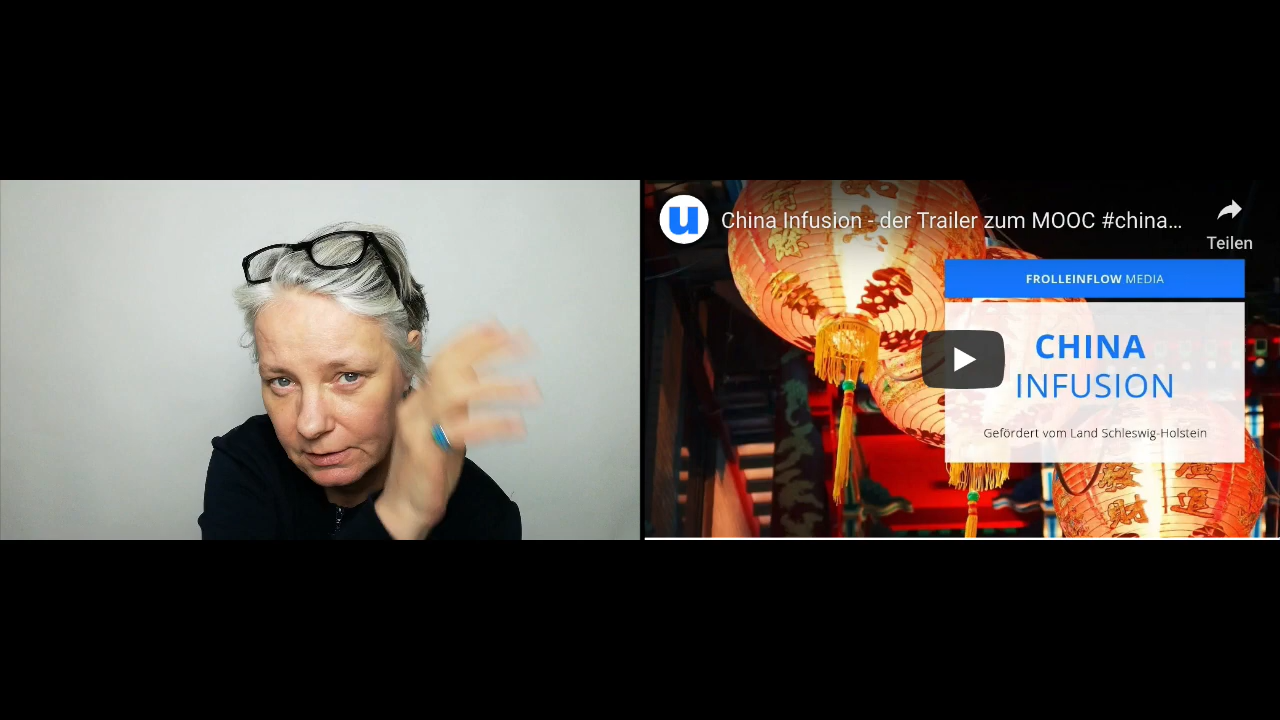 u
China Infusion - der Trailer zum MOOC #china...
Teilen
FROLLEINFLOW MEDIA
CHINA
INFUSION
Gefördert vom Land Schleswig-Holstein